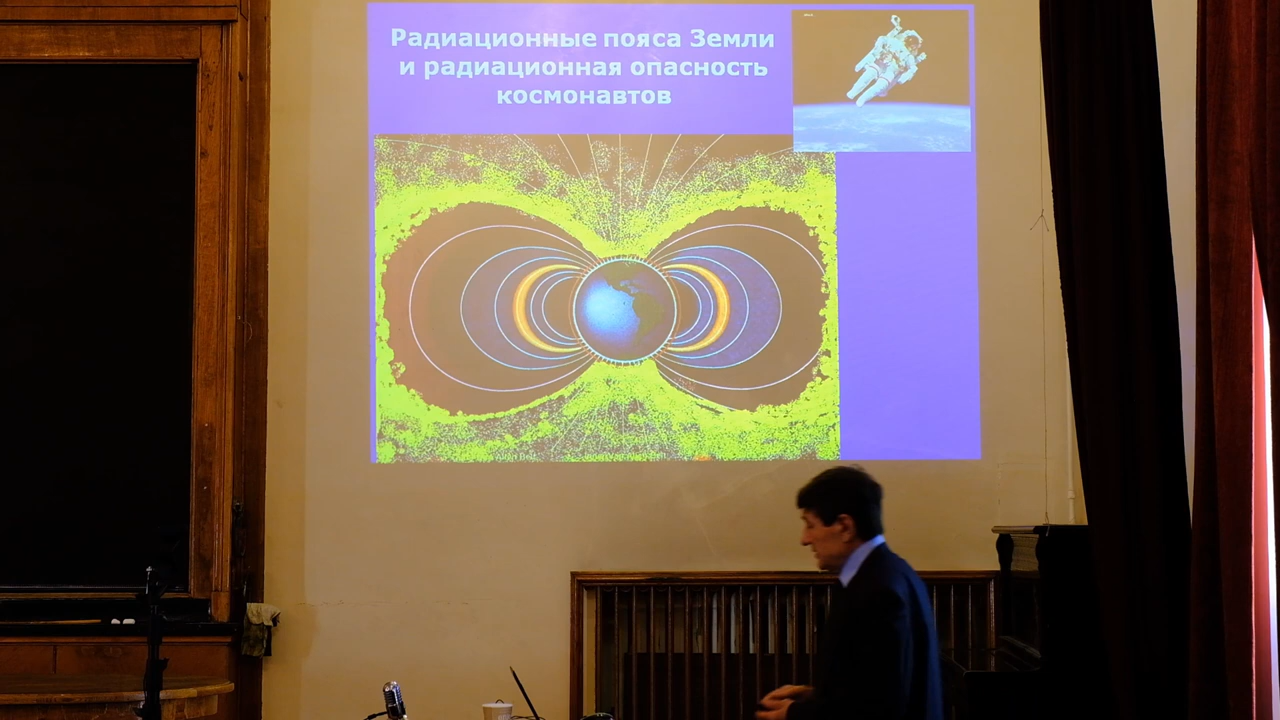 Радиационные пояса Земли
и радиационная опасность
космонавтов